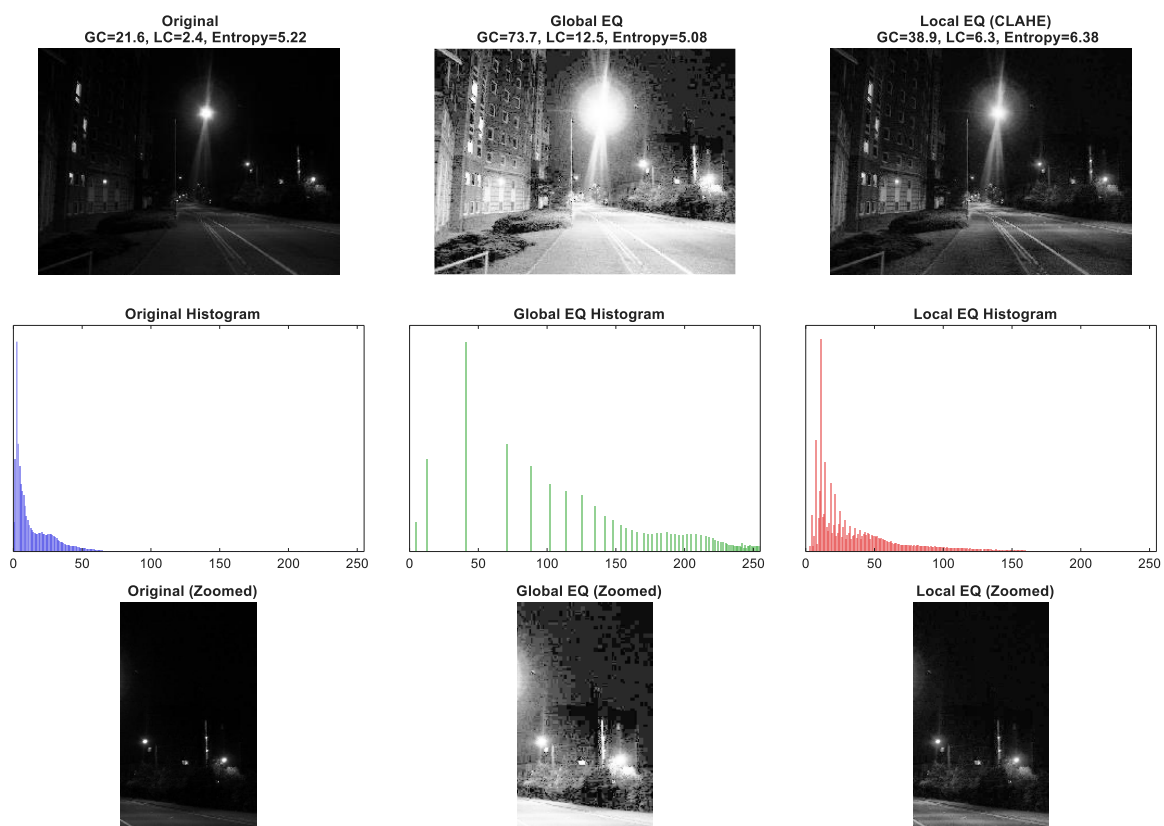 Original
GC=21.6, LC=2.4, Entropy=5.22
Global EQ
GC=73.7, LC=12.5, Entropy=5.08
Local EQ (CLAHE)
GC=38.9, LC=6.3, Entropy=6.38
Original Histogram
0 50 100 150 200 250
Global EQ Histogram
0 50 100 150 200 250
Local EQ Histogram
0 50 100 150 200 250
Original (Zoomed)
Global EQ (Zoomed)
Local EQ (Zoomed)